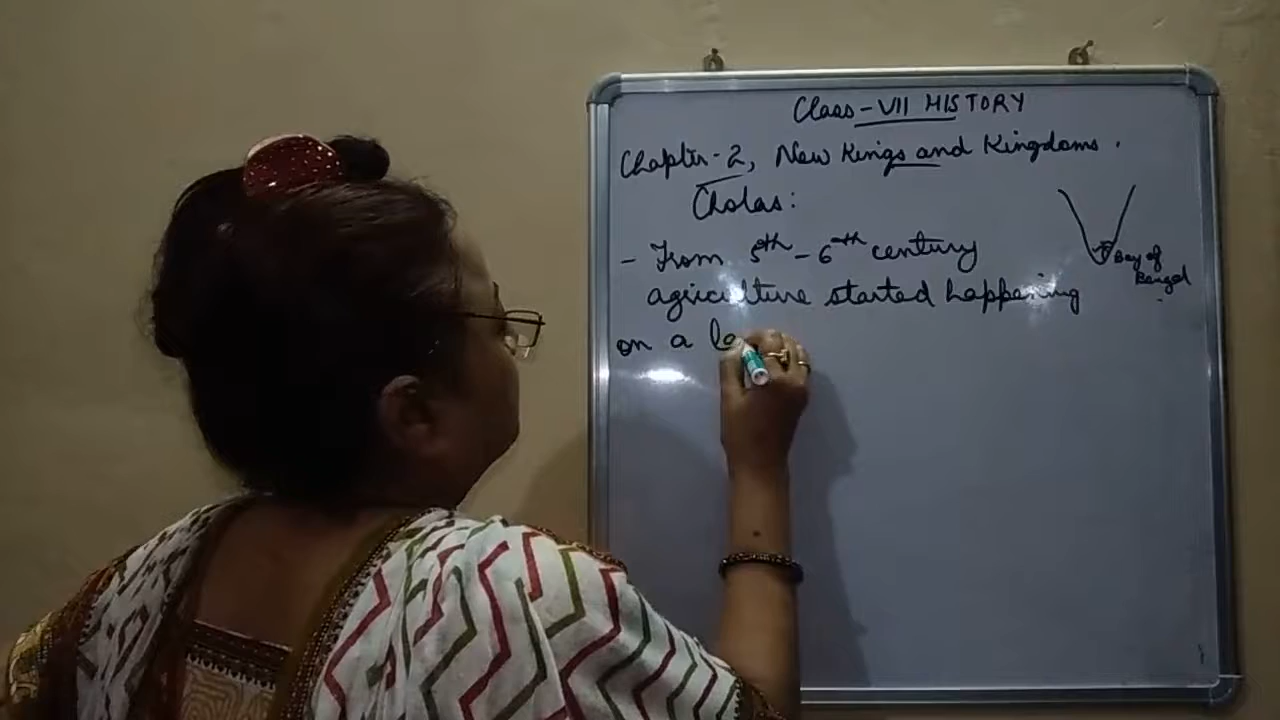 Class-VII HISTORY
Chapter-2, New Kings and Kingdoms.
Cholas:
- From 5th - 6th century
agriculture started happening
on a
Bay of
Bengal